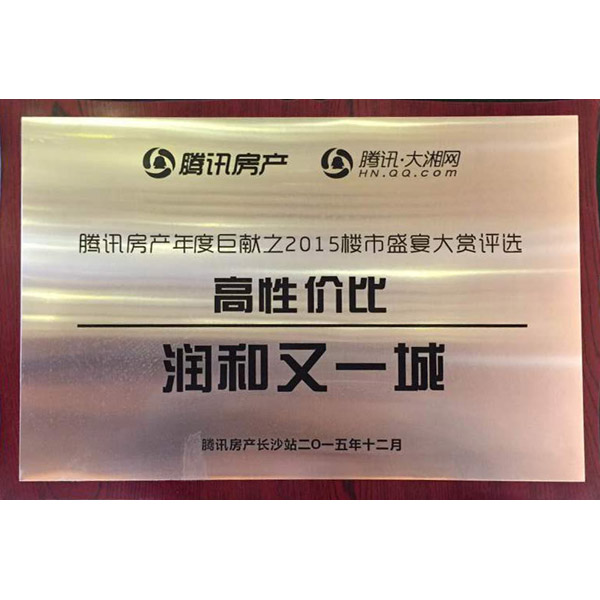 腾讯房产 腾讯·大湘网
HN.QQ.com
腾讯房产年度巨献之2015楼市盛宴大赏评选
高性价比
润和又一城
腾讯房产长沙站二〇一五年十二月